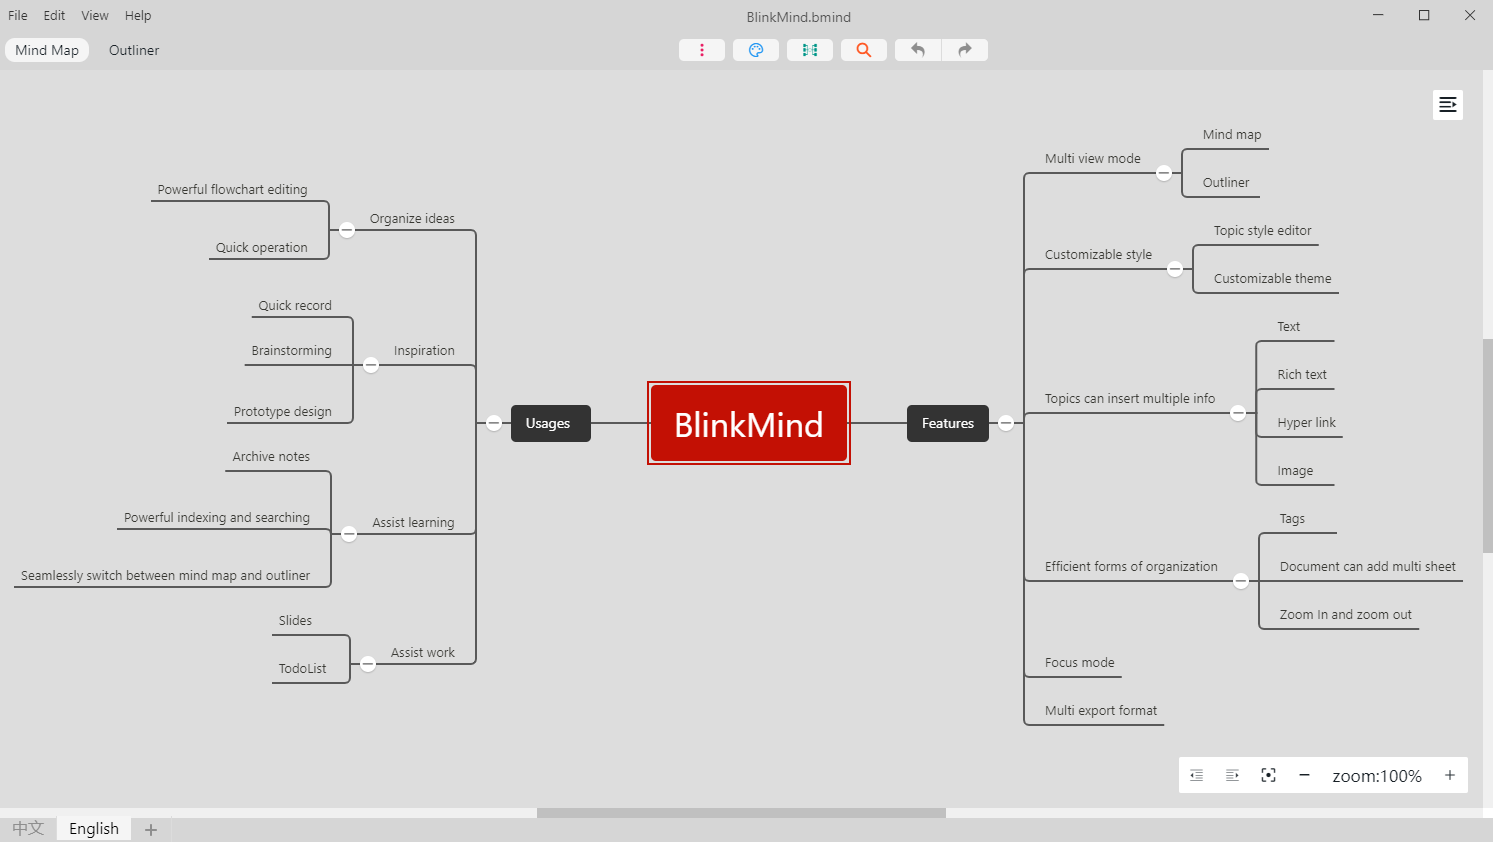 File Edit View Help
BlinkMind.bmind
Mind Map Outliner
Powerful flowchart editing
Quick operation
Organize ideas
Quick record
Brainstorming
Prototype design
Inspiration
Archive notes
Powerful indexing and searching
Seamlessly switch between mind map and outliner
Assist learning
Slides
TodoList
Assist work
Usages
BlinkMind
Features
Multi view mode
Mind map
Outliner
Customizable style
Topic style editor
Customizable theme
Topics can insert multiple info
Text
Rich text
Hyper link
Image
Efficient forms of organization
Tags
Document can add multi sheet
Zoom In and zoom out
Focus mode
Multi export format
zoom:100%
中文 English